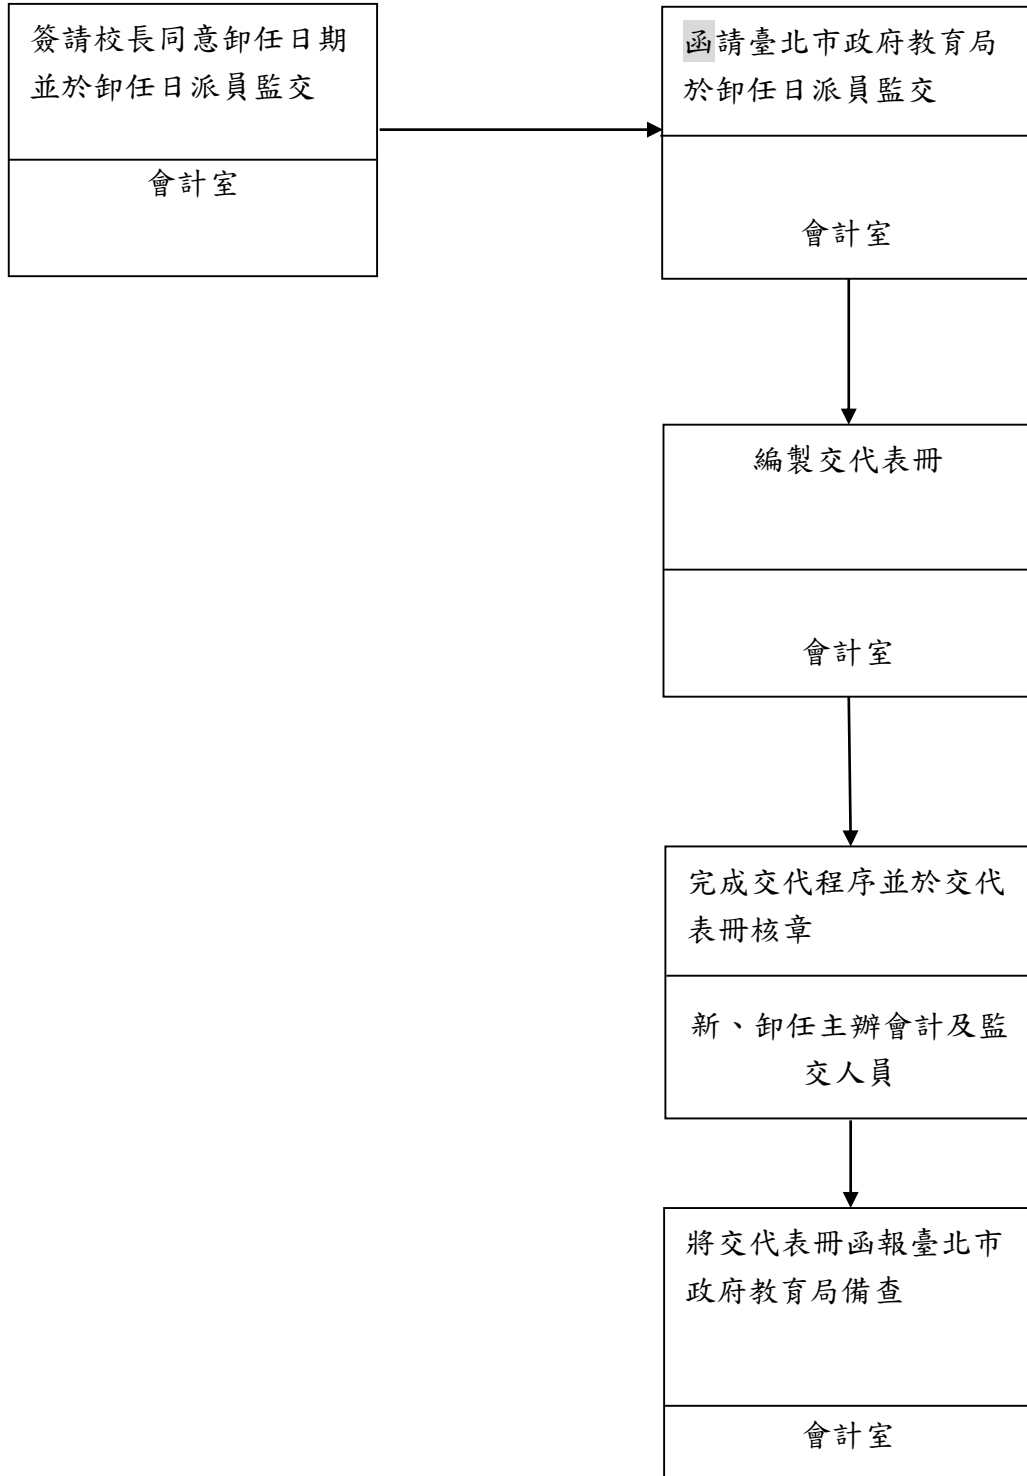 簽請校長同意卸任日期
並於卸任日派員監交
會計室
函請臺北市政府教育局
於卸任日派員監交
會計室
編製交代表冊
會計室
完成交代程序並於交代
表冊核章
新、卸任主辦會計及監
交人員
將交代表冊函報臺北市
政府教育局備查
會計室